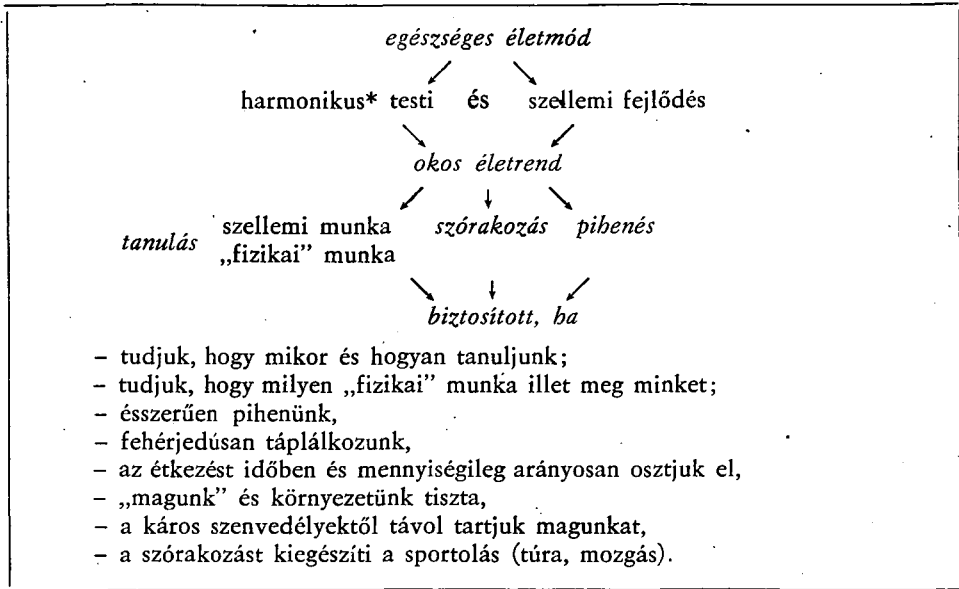 egészséges életmód
harmonikus* testi és szellemi fejlődés
okos életrend
tanulás szellemi munka szórakozás pihenés
„fizikai” munka
biztosított, ha
– tudjuk, hogy mikor és hogyan tanuljunk;
– tudjuk, hogy milyen „fizikai” munka illet meg minket;
– ésszerűen pihenünk,
– fehérjedúsan táplálkozunk,
– az étkezést időben és mennyiségileg arányosan osztjuk el,
– „magunk” és környezetünk tiszta,
– a káros szenvedélyektől távol tartjuk magunkat,
– a szórakozást kiegészíti a sportolás (túra, mozgás).